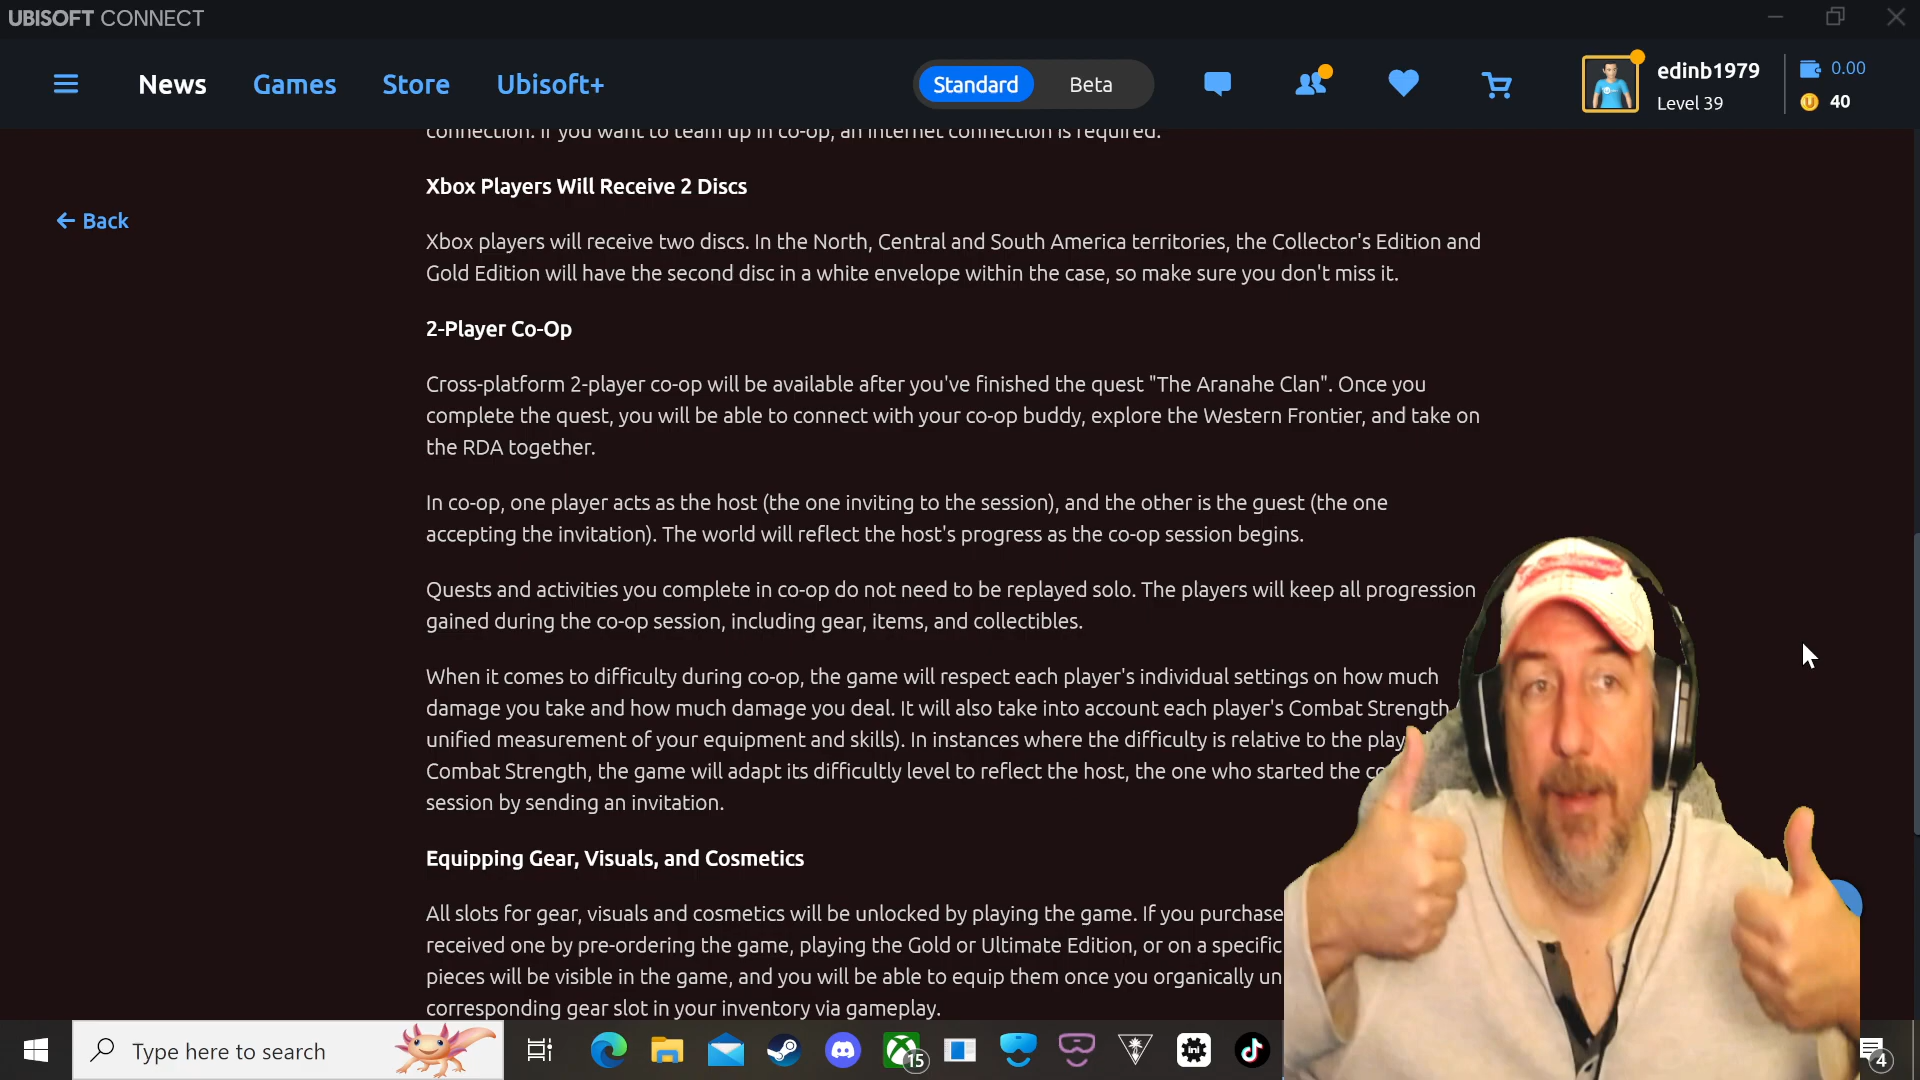 UBISOFT CONNECT
News
Games
Store
Ubisoft+
Standard
Beta
edinb1979
Level 39
0.00
40
connection. If you want to team up in co-op, an internet connection is required.
Back
Xbox Players Will Receive 2 Discs
Xbox players will receive two discs. In the North, Central and South America territories, the Collector's Edition and
Gold Edition will have the second disc in a white envelope within the case, so make sure you don't miss it.
2-Player Co-Op
Cross-platform 2-player co-op will be available after you've finished the quest "The Aranahe Clan". Once you
complete the quest, you will be able to connect with your co-op buddy, explore the Western Frontier, and take on
the RDA together.
In co-op, one player acts as the host (the one inviting to the session), and the other is the guest (the one
accepting the invitation). The world will reflect the host's progress as the co-op session begins.
Quests and activities you complete in co-op do not need to be replayed solo. The players will keep all progression
gained during the co-op session, including gear, items, and collectibles.
When it comes to difficulty during co-op, the game will respect each player's individual settings on how much
damage you take and how much damage you deal. It will also take into account each player's Combat Strength
unified measurement of your equipment and skills). In instances where the difficulty is relative to the
Combat Strength, the game will adapt its difficultly level to reflect the host, the one who started the
session by sending an invitation.
Equipping Gear, Visuals, and Cosmetics
All slots for gear, visuals and cosmetics will be unlocked by playing the game. If you purchase
received one by pre-ordering the game, playing the Gold or Ultimate Edition, or on a specific
pieces will be visible in the game, and you will be able to equip them once you organically
corresponding gear slot in your inventory via gameplay.
Type here to search
15
4